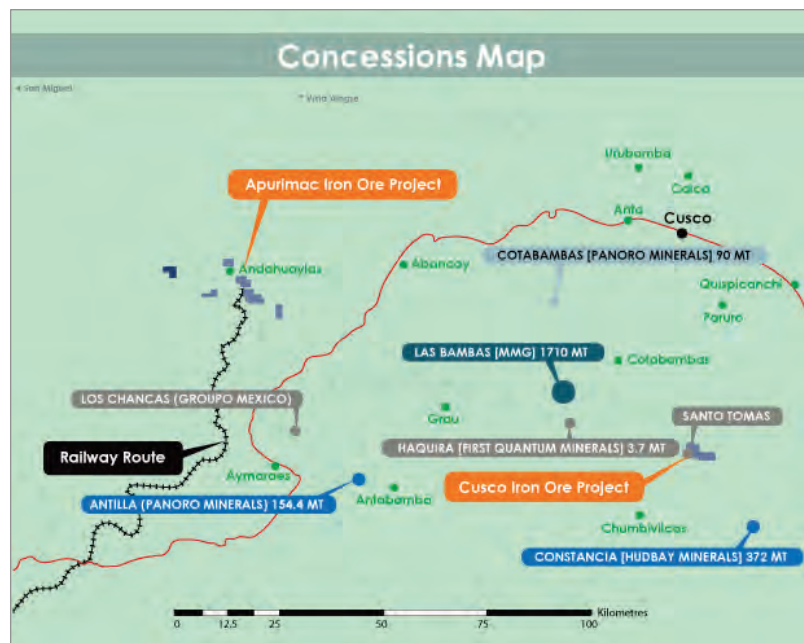 Concessions Map
◄ San Miguel
Urubamba
Calca
Apurimac Iron Ore Project
Anta
Cusco
COTABAMBAS [PANORO MINERALS] 90 MT
Andahuaylas
Abancay
Quispicanchi
Paruro
LAS BAMBAS [MMG] 1710 MT
Cotabambas
LOS CHANCAS (GROUPO MEXICO)
Grau
SANTO TOMAS
HAQUIRA [FIRST QUANTUM MINERALS] 3.7 MT
Railway Route
Aymaraes
Cusco Iron Ore Project
Antabamba
ANTILLA (PANORO MINERALS) 154.4 MT
Chumbivilcas
CONSTANCIA [HUDBAY MINERALS] 372 MT
Kilometres
0 12.5 25 50 75 100